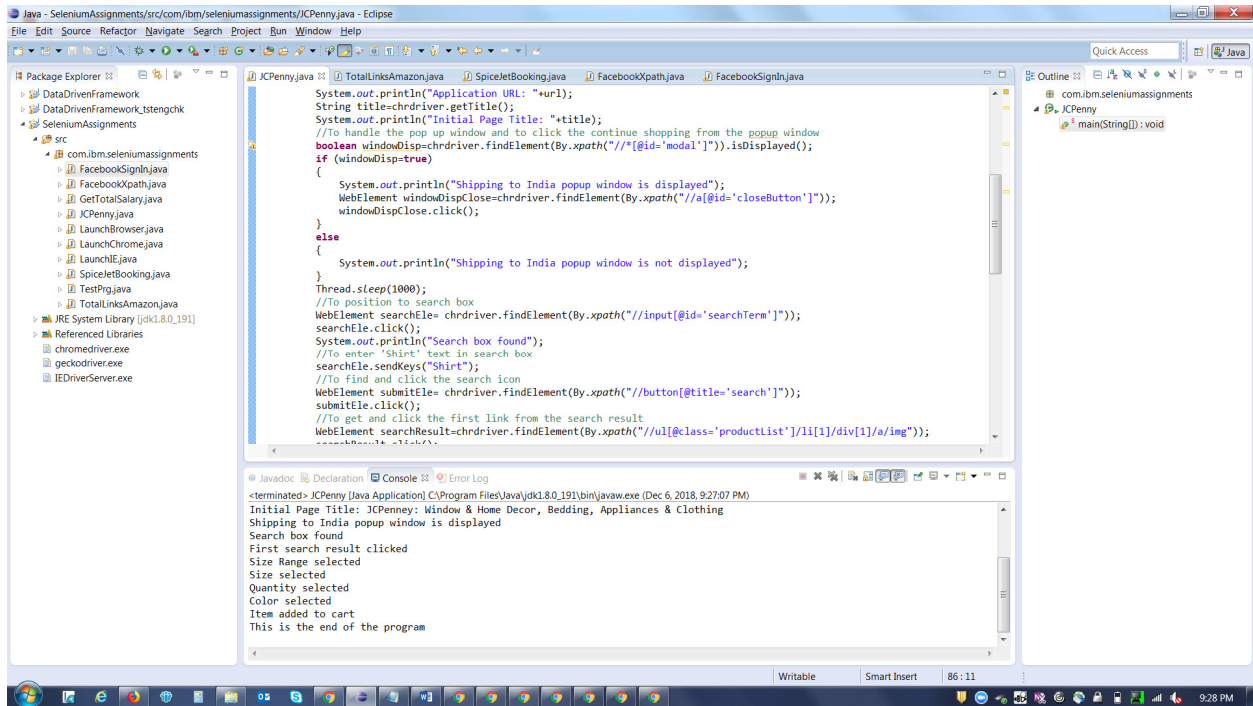 Java - SeleniumAssignments/src/com/ibm/seleniumassignments/JCPenny.java - Eclipse
File Edit Source Refactor Navigate Search Project Run Window Help
Quick Access
Java
Package Explorer
DataDrivenFramework
DataDrivenFramework_tstengchk
SeleniumAssignments
src
com.ibm.seleniumassignments
FacebookSignIn.java
FacebookXpath.java
GetTotalSalary.java
JCPenny.java
LaunchBrowser.java
LaunchChrome.java
LaunchIE.java
SpiceJetBooking.java
TestPrg.java
TotalLinksAmazon.java
JRE System Library [jdk1.8.0_191]
Referenced Libraries
chromedriver.exe
geckodriver.exe
IEDriverServer.exe
JCPenny.java TotalLinksAmazon.java SpiceJetBooking.java FacebookXpath.java FacebookSignIn.java
System.out.println("Application URL: "+url);
String title=chrdriver.getTitle();
System.out.println("Initial Page Title: "+title);
//To handle the pop up window and to click the continue shopping from the popup window
boolean windowDisp=chrdriver.findElement(By.xpath("//*[@id='modal']")).isDisplayed();
if (windowDisp=true)
{
System.out.println("Shipping to India popup window is displayed");
WebElement windowDispClose=chrdriver.findElement(By.xpath("//a[@id='closeButton']"));
windowDispClose.click();
}
else
{
System.out.println("Shipping to India popup window is not displayed");
}
Thread.sleep(1000);
//To position to search box
WebElement searchEle= chrdriver.findElement(By.xpath("//input[@id='searchTerm']"));
searchEle.click();
System.out.println("Search box found");
//To enter 'Shirt' text in search box
searchEle.sendKeys("Shirt");
//To find and click the search icon
WebElement submitEle= chrdriver.findElement(By.xpath("//button[@title='search']"));
submitEle.click();
//To get and click the first link from the search result
WebElement searchResult=chrdriver.findElement(By.xpath("//ul[@class='productList']/li[1]/div[1]/a/img"));
searchResult.click();
Outline
com.ibm.seleniumassignments
JCPenny
main(String[]) : void
Javadoc Declaration Console Error Log
<terminated> JCPenny [Java Application] C:\Program Files\Java\jdk1.8.0_191\bin\javaw.exe (Dec 6, 2018, 9:27:07 PM)
Initial Page Title: JCPenney: Window & Home Decor, Bedding, Appliances & Clothing
Shipping to India popup window is displayed
Search box found
First search result clicked
Size Range selected
Size selected
Quantity selected
Color selected
Item added to cart
This is the end of the program
Writable Smart Insert 86 : 11
9:28 PM